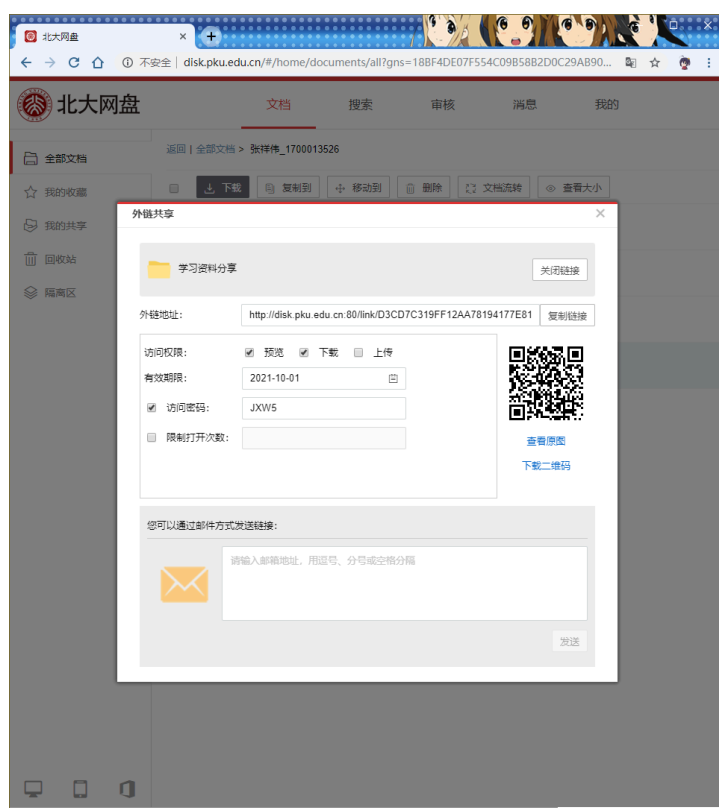 北大网盘
不安全 | disk.pku.edu.cn/#/home/documents/all?gns=18BF4DE07F554C09B58B2D0C29AB90...
北大网盘
文档 搜索 审核 消息 我的
返回 | 全部文档 > 张祥伟_1700013526
全部文档
我的收藏
我的共享
回收站
隔离区
下载 复制到 移动到 删除 文档流转 查看大小
外链共享
学习资料分享
关闭链接
外链地址: http://disk.pku.edu.cn:80/link/D3CD7C319FF12AA78194177E81 复制链接
访问权限: 预览 下载 上传
有效期限: 2021-10-01
访问密码: JXW5
限制打开次数:
查看原图
下载二维码
您可以通过邮件方式发送链接:
请输入邮箱地址，用逗号、分号或空格分隔
发送